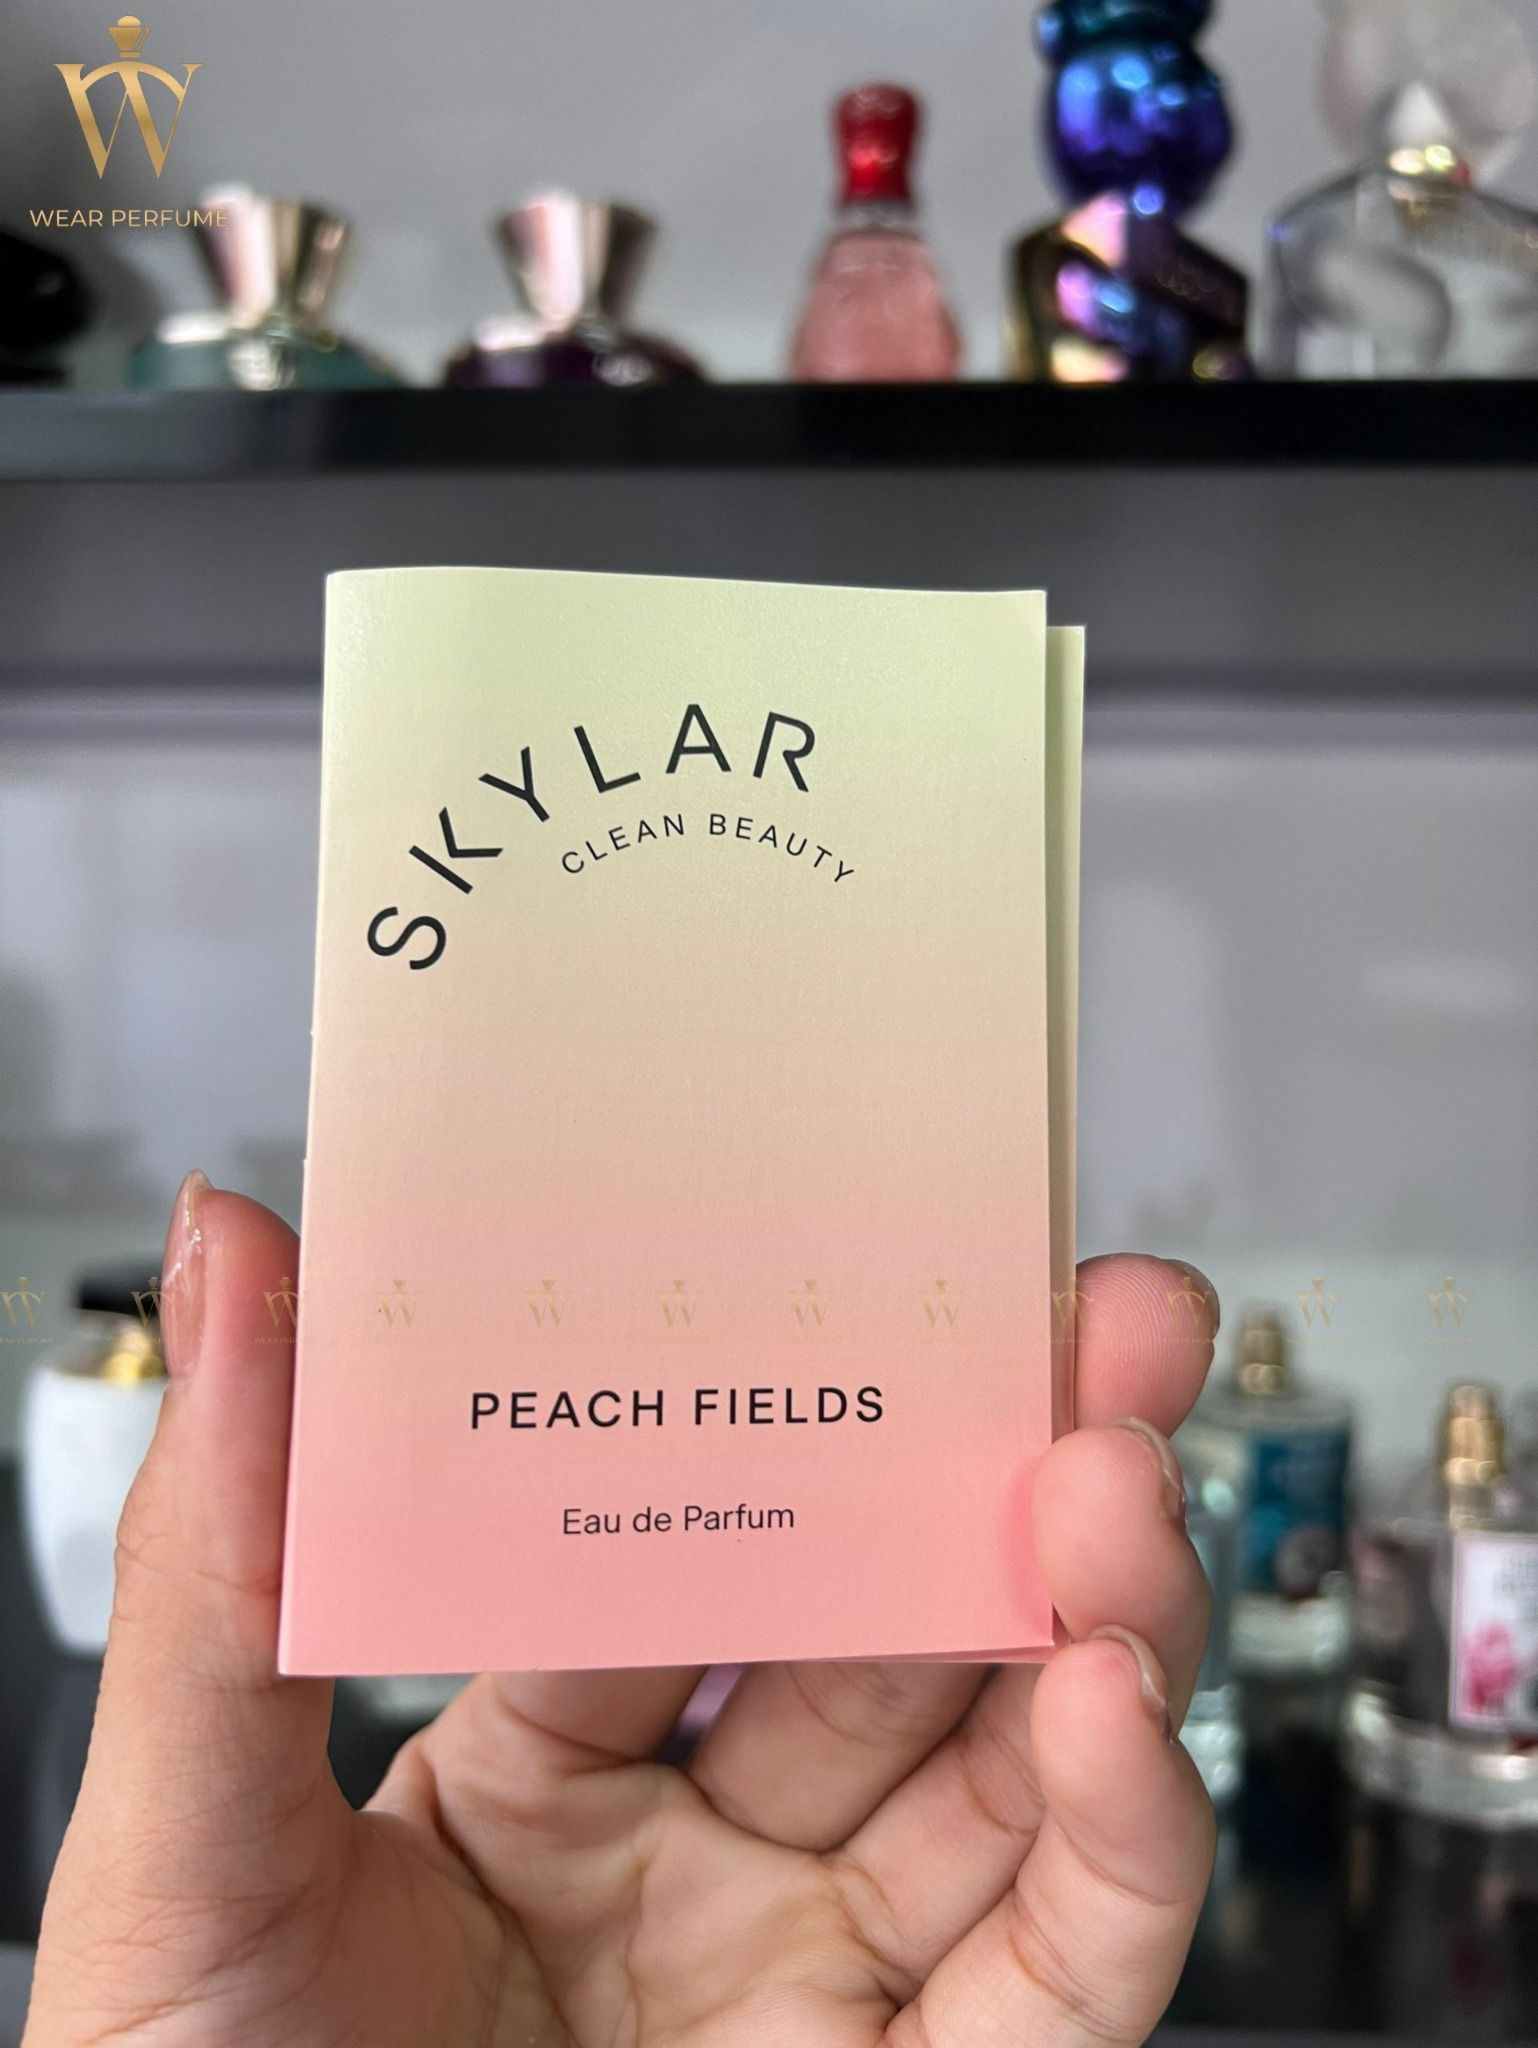 WEAR PERFUME
SKYLAR
CLEAN BEAUTY
PEACH FIELDS
Eau de Parfum